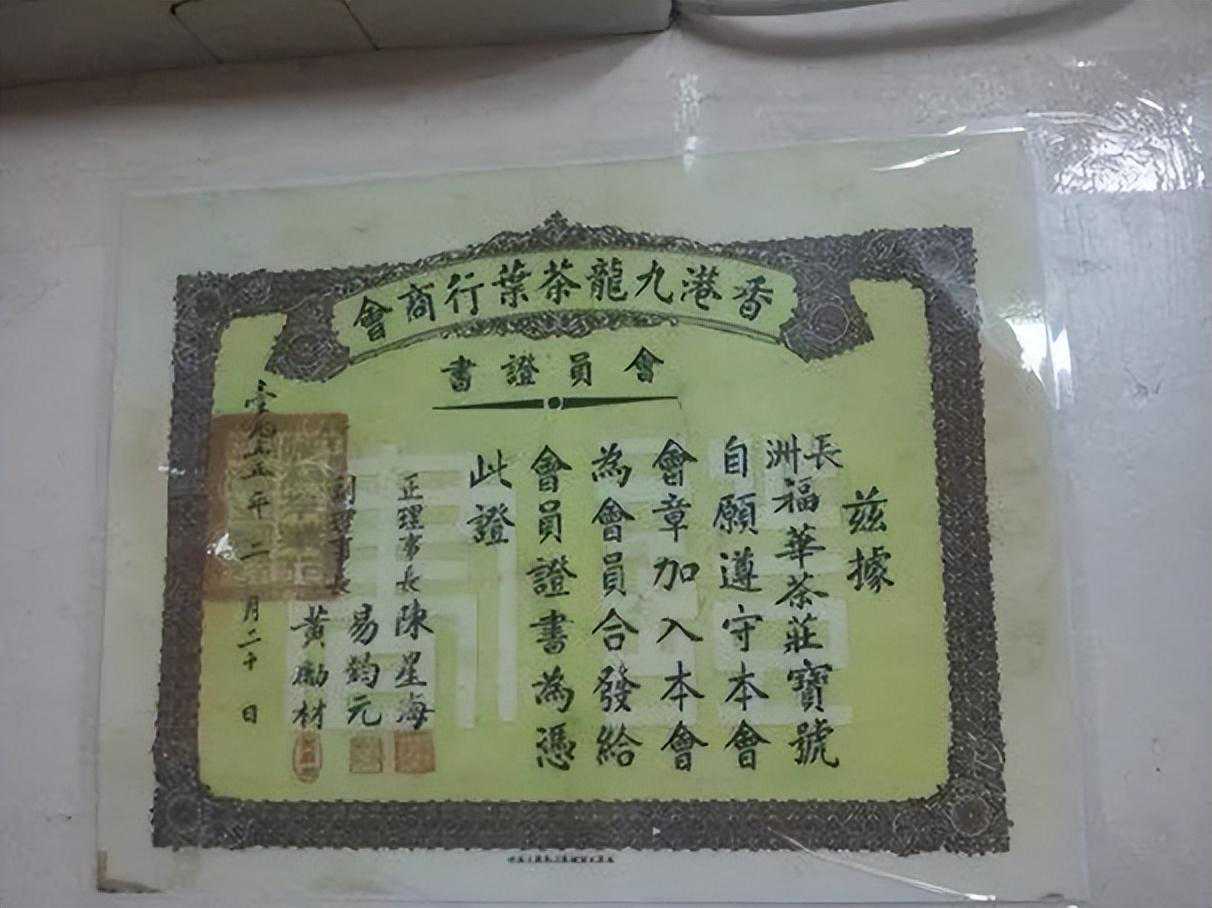 香港九龍茶葉行商會
會員證書
茲據
長洲福華茶莊寶號
自願遵守本會
會章加入本會
為會員合發給
會員證書為憑
此證
正理事長陳星海
副理事長易鈞元
黃勵材
年二月二十日